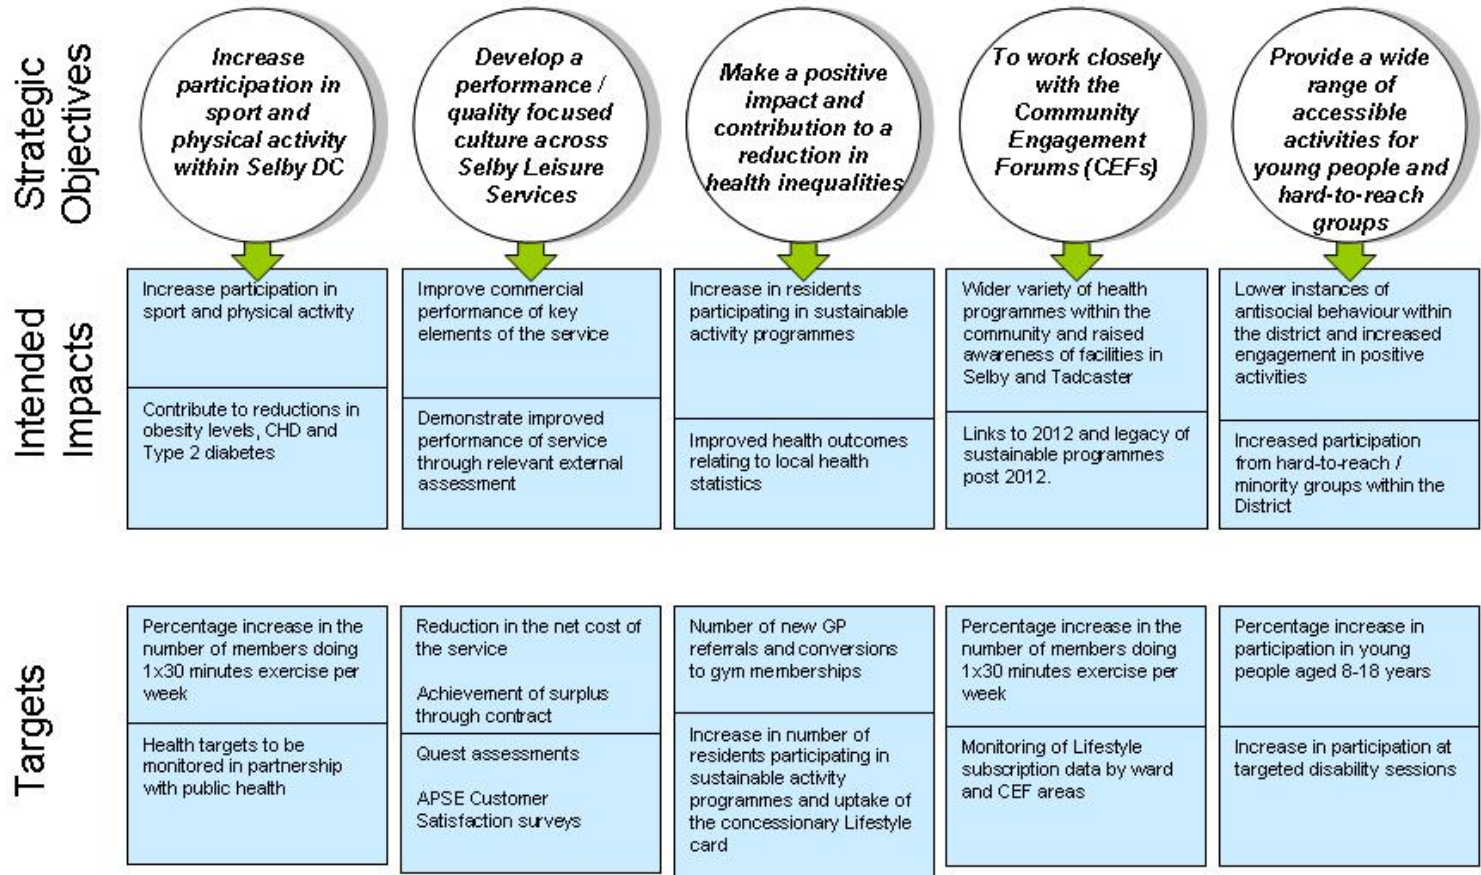 Strategic
Objectives
Increase
participation in
sport and
physical activity
within Selby DC
Develop a
performance /
quality focused
culture across
Selby Leisure
Services
Make a positive
impact and
contribution to a
reduction in
health inequalities
To work closely
with the
Community
Engagement
Forums (CEFs)
Provide a wide
range of
accessible
activities for
young people and
hard-to-reach
groups
Intended
Impacts
Increase participation in
sport and physical activity
Contribute to reductions in
obesity levels, CHD and
Type 2 diabetes
Improve commercial
performance of key
elements of the service
Demonstrate improved
performance of service
through relevant external
assessment
Increase in residents
participating in sustainable
activity programmes
Improved health outcomes
relating to local health
statistics
Wider variety of health
programmes within the
community and raised
awareness of facilities in
Selby and Tadcaster
Links to 2012 and legacy of
sustainable programmes
post 2012.
Lower instances of
antisocial behaviour within
the district and increased
engagement in positive
activities
Increased participation
from hard-to-reach /
minority groups within the
District
Targets
Percentage increase in the
number of members doing
1x30 minutes exercise per
week
Health targets to be
monitored in partnership
with public health
Reduction in the net cost of
the service
Achievement of surplus
through contract
Quest assessments
APSE Customer
Satisfaction surveys
Number of new GP
referrals and conversions
to gym memberships
Increase in number of
residents participating in
sustainable activity
programmes and uptake of
the concessionary Lifestyle
card
Percentage increase in the
number of members doing
1x30 minutes exercise per
week
Monitoring of Lifestyle
subscription data by ward
and CEF areas
Percentage increase in
participation in young
people aged 8-18 years
Increase in participation at
targeted disability sessions